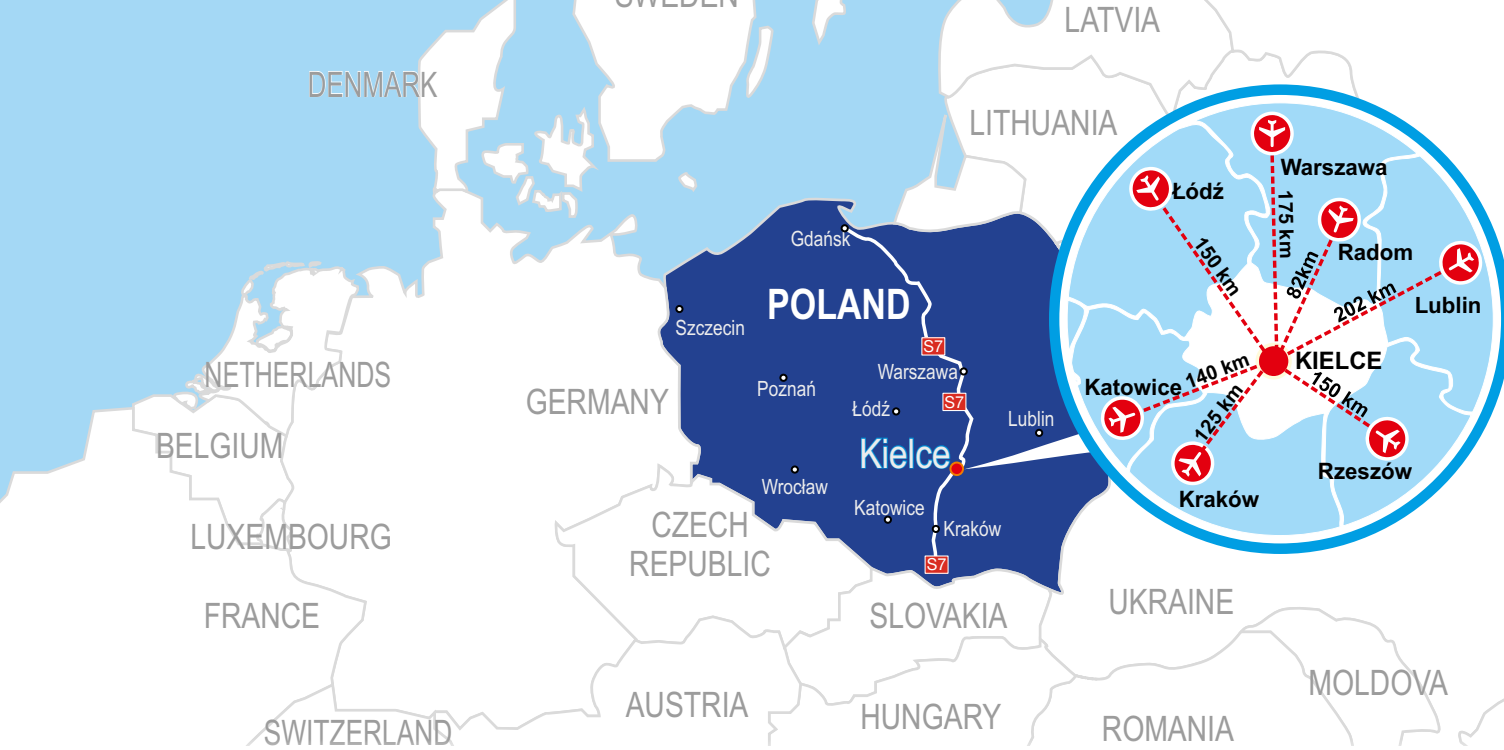 SWEDEN
LATVIA
DENMARK
LITHUANIA
Warszawa
Łódź
175 km
Gdańsk
Radom
150 km
82km
POLAND
202 km
Lublin
Szczecin
S7
KIELCE
NETHERLANDS
Warszawa
140 km
Poznań
Katowice
150 km
GERMANY
S7
Łódź
125 km
Lublin
BELGIUM
Kielce
Rzeszów
Wrocław
Kraków
Katowice
LUXEMBOURG
CZECH
REPUBLIC
Kraków
S7
FRANCE
SLOVAKIA
UKRAINE
MOLDOVA
AUSTRIA
HUNGARY
SWITZERLAND
ROMANIA